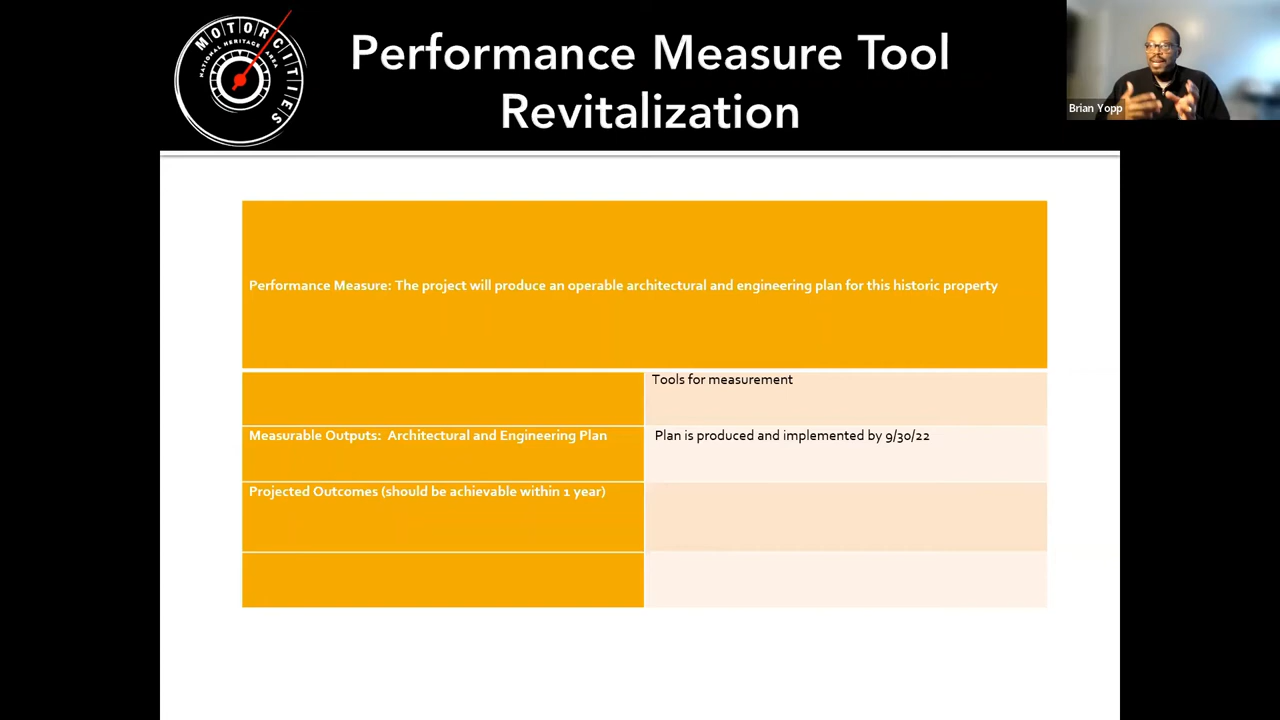 MOTORCITIES
NATIONAL HERITAGE AREA
Performance Measure Tool
Revitalization
Brian Yopp
Performance Measure: The project will produce an operable architectural and engineering plan for this historic property
Tools for measurement
Measurable Outputs: Architectural and Engineering Plan
Plan is produced and implemented by 9/30/22
Projected Outcomes (should be achievable within 1 year)